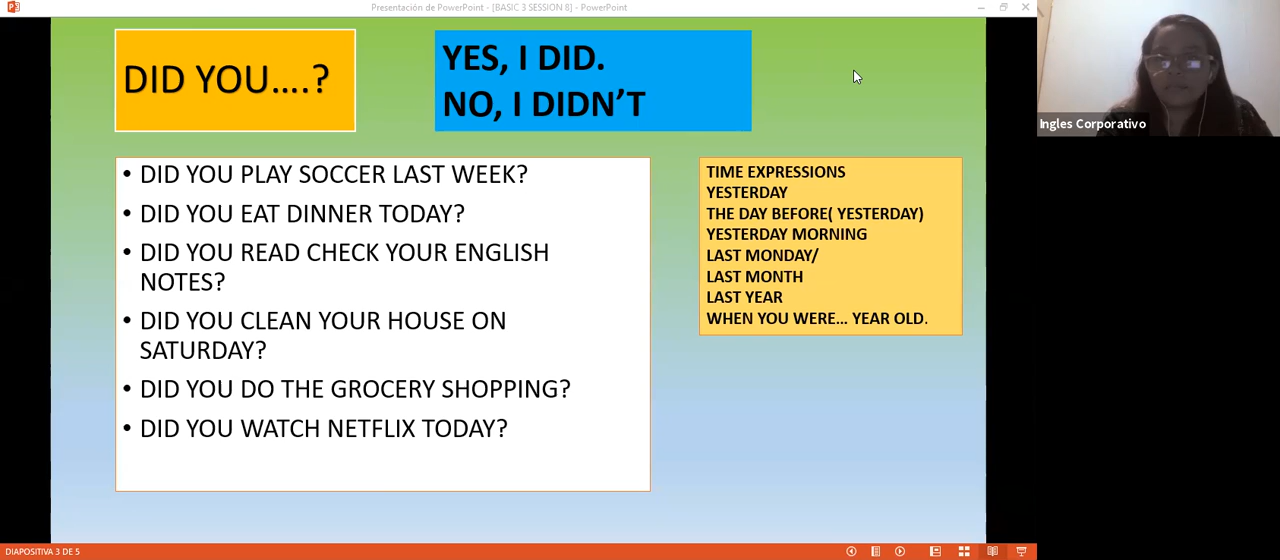 Presentación de PowerPoint - [BASIC 3 SESSION 8] - PowerPoint
DID YOU….?
YES, I DID.
NO, I DIDN’T
Ingles Corporativo
• DID YOU PLAY SOCCER LAST WEEK?
• DID YOU EAT DINNER TODAY?
• DID YOU READ CHECK YOUR ENGLISH
NOTES?
• DID YOU CLEAN YOUR HOUSE ON
SATURDAY?
• DID YOU DO THE GROCERY SHOPPING?
• DID YOU WATCH NETFLIX TODAY?
TIME EXPRESSIONS
YESTERDAY
THE DAY BEFORE( YESTERDAY)
YESTERDAY MORNING
LAST MONDAY/
LAST MONTH
LAST YEAR
WHEN YOU WERE… YEAR OLD.
DIAPOSITIVA 3 DE 5